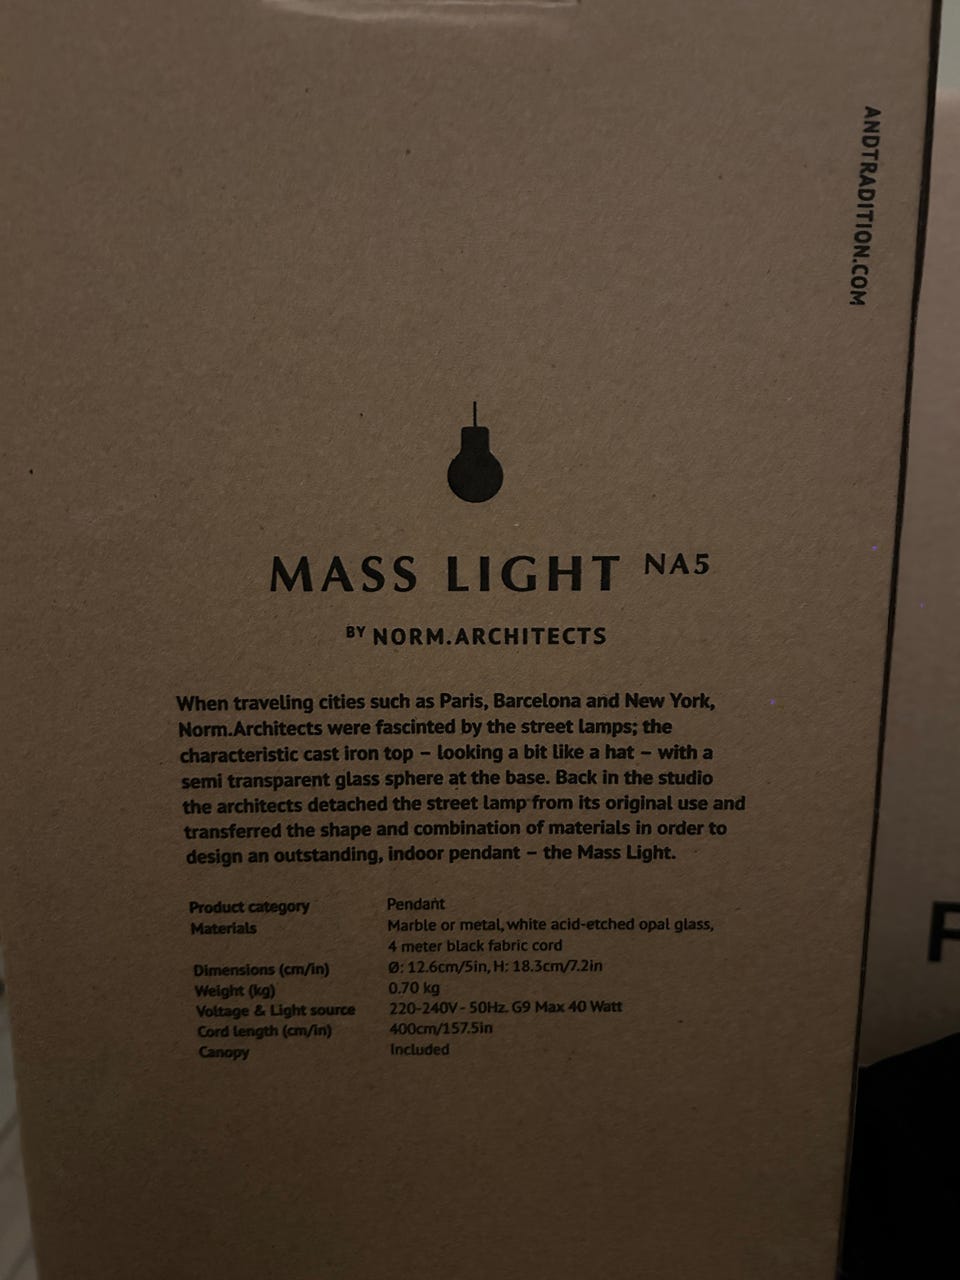 ANDTRADITION.COM
MASS LIGHT NA5
BY NORM.ARCHITECTS
When traveling cities such as Paris, Barcelona and New York,
Norm.Architects were fascinted by the street lamps; the
characteristic cast iron top – looking a bit like a hat – with a
semi transparent glass sphere at the base. Back in the studio
the architects detached the street lamp from its original use and
transferred the shape and combination of materials in order to
design an outstanding, indoor pendant – the Mass Light.
Product category Pendant
Materials Marble or metal, white acid-etched opal glass,
4 meter black fabric cord
Dimensions (cm/in) Ø: 12.6cm/5in, H: 18.3cm/7.2in
Weight (kg) 0.70 kg
Voltage & Light source 220-240V - 50Hz. G9 Max 40 Watt
Cord length (cm/in) 400cm/157.5in
Canopy Included